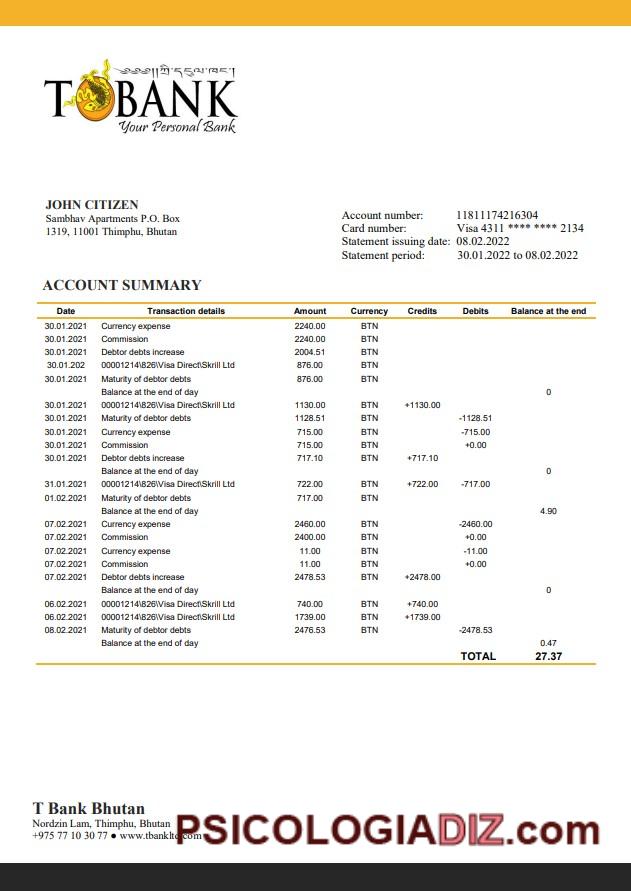 T BANK
Your Personal Bank
JOHN CITIZEN
Sambhav Apartments P.O. Box
1319, 11001 Thimphu, Bhutan
Account number: 11811174216304
Card number: Visa 4311 **** **** 2134
Statement issuing date: 08.02.2022
Statement period: 30.01.2022 to 08.02.2022
ACCOUNT SUMMARY
Date Transaction details Amount Currency Credits Debits Balance at the end
30.01.2021 Currency expense 2240.00 BTN
30.01.2021 Commission 2240.00 BTN
30.01.2021 Debtor debts increase 2004.51 BTN
30.01.202 00001214\826\Visa Direct\Skrill Ltd 876.00 BTN
30.01.2021 Maturity of debtor debts 876.00 BTN
Balance at the end of day 0
30.01.2021 00001214\826\Visa Direct\Skrill Ltd 1130.00 BTN +1130.00
30.01.2021 Maturity of debtor debts 1128.51 BTN -1128.51
30.01.2021 Currency expense 715.00 BTN -715.00
30.01.2021 Commission 715.00 BTN +0.00
30.01.2021 Debtor debts increase 717.10 BTN +717.10
Balance at the end of day 0
31.01.2021 00001214\826\Visa Direct\Skrill Ltd 722.00 BTN +722.00 -717.00
01.02.2021 Maturity of debtor debts 717.00 BTN
Balance at the end of day 4.90
07.02.2021 Currency expense 2460.00 BTN -2460.00
07.02.2021 Commission 2400.00 BTN +0.00
07.02.2021 Currency expense 11.00 BTN -11.00
07.02.2021 Commission 11.00 BTN +0.00
07.02.2021 Debtor debts increase 2478.53 BTN +2478.00
Balance at the end of day 0
06.02.2021 00001214\826\Visa Direct\Skrill Ltd 740.00 BTN +740.00
06.02.2021 00001214\826\Visa Direct\Skrill Ltd 1739.00 BTN +1739.00
08.02.2021 Maturity of debtor debts 2476.53 BTN -2478.53
Balance at the end of day 0.47
TOTAL 27.37
T Bank Bhutan
Nordzin Lam, Thimphu, Bhutan
+975 77 10 30 77 ● www.tbankltd.com
PSICOLOGIADIZ.com